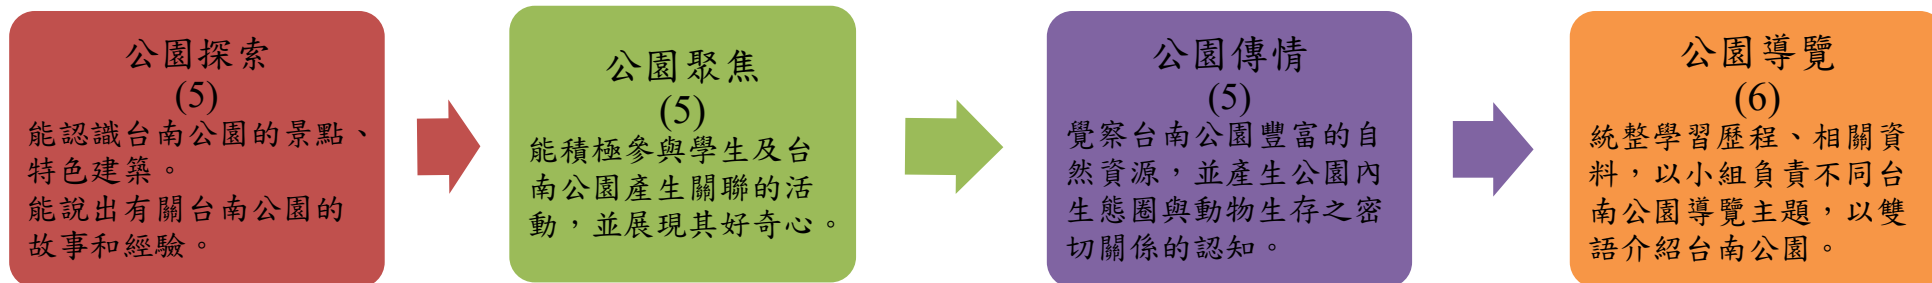 公園探索
(5)
能認識台南公園的景點、
特色建築。
能說出有關台南公園的
故事和經驗。
公園聚焦
(5)
能積極參與學生及台
南公園產生關聯的活
動，並展現其好奇心。
公園傳情
(5)
覺察台南公園豐富的自
然資源，並產生公園內
生態圈與動物生存之密
切關係的認知。
公園導覽
(6)
統整學習歷程、相關資
料，以小組負責不同台
南公園導覽主題，以雙
語介紹台南公園。